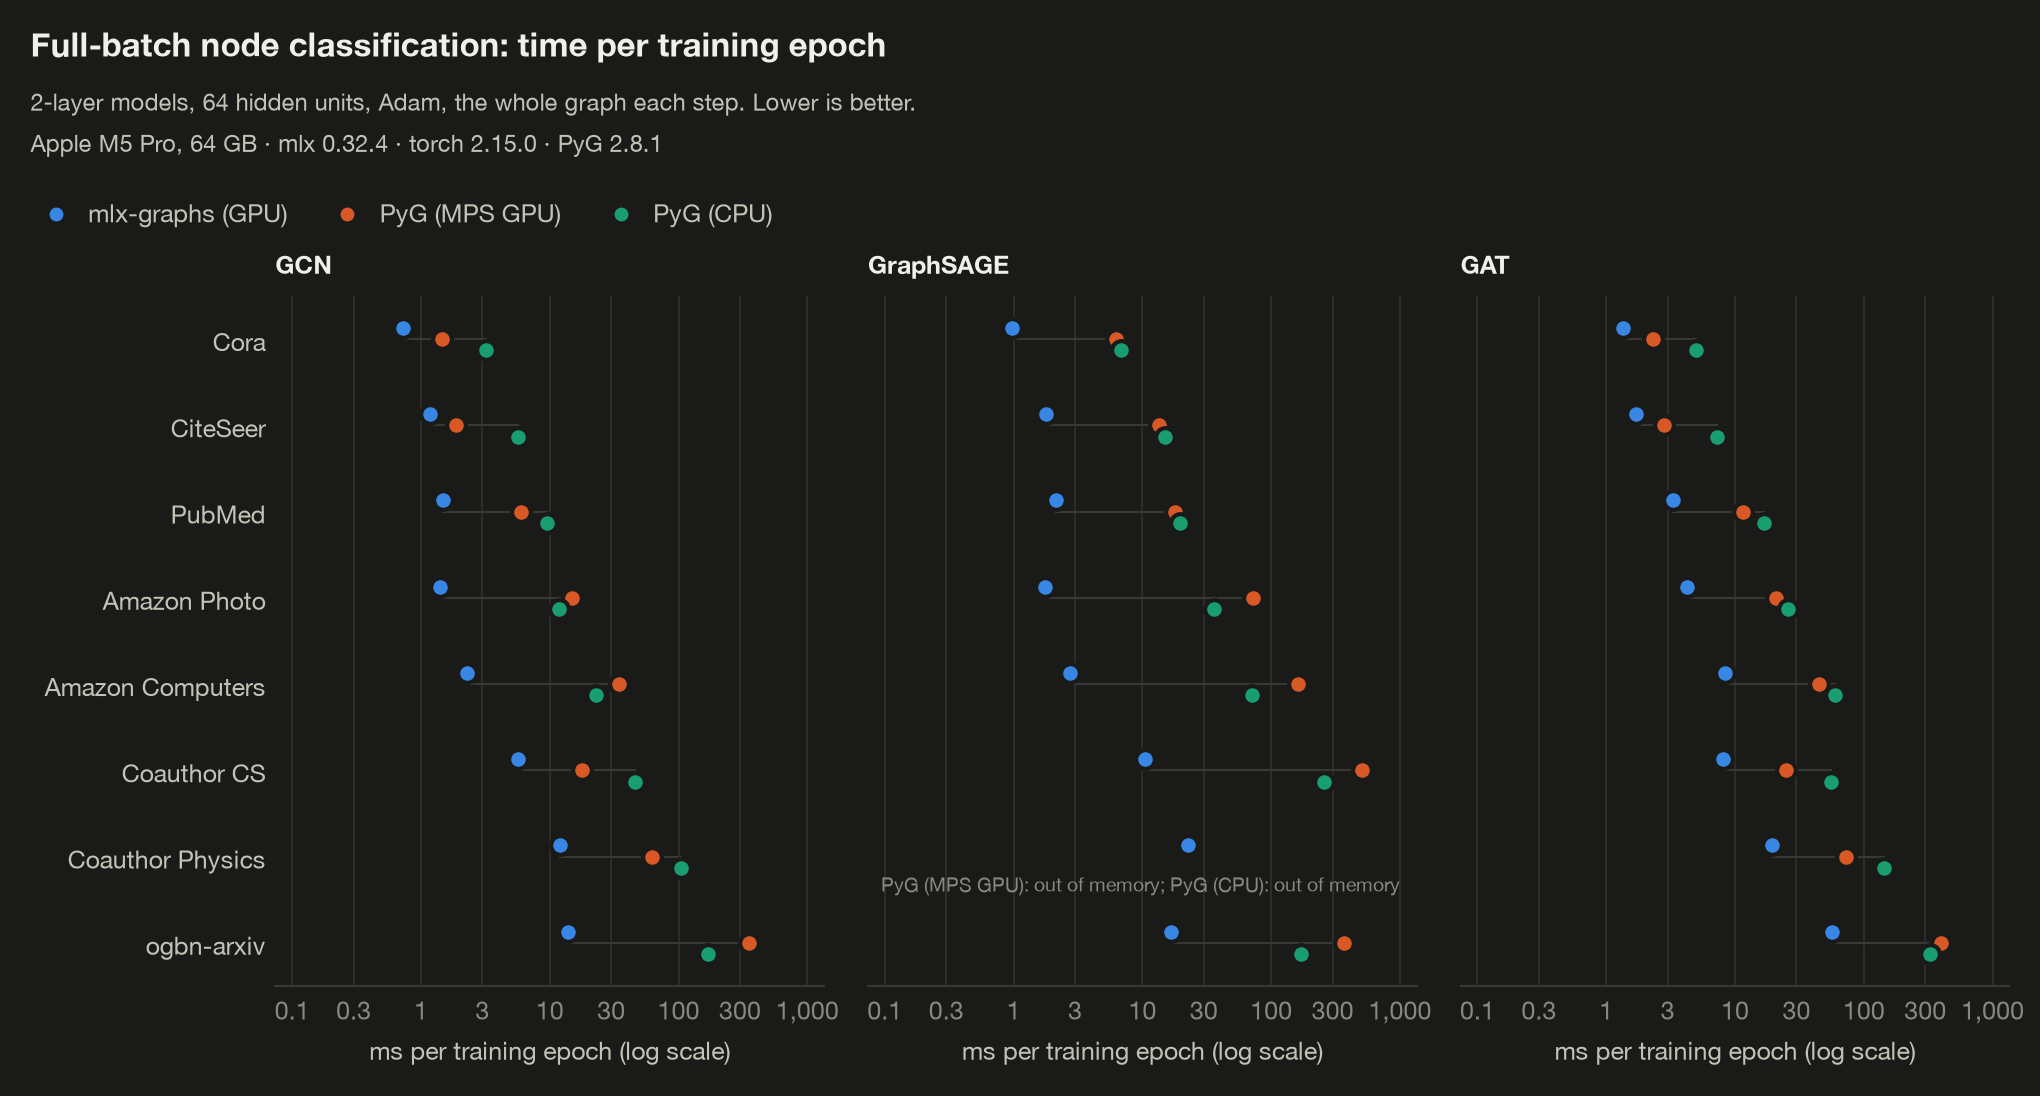 Full-batch node classification: time per training epoch
2-layer models, 64 hidden units, Adam, the whole graph each step. Lower is better.
Apple M5 Pro, 64 GB · mlx 0.32.4 · torch 2.15.0 · PyG 2.8.1
mlx-graphs (GPU) PyG (MPS GPU) PyG (CPU)
GCN GraphSAGE GAT
Cora
CiteSeer
PubMed
Amazon Photo
Amazon Computers
Coauthor CS
Coauthor Physics
PyG (MPS GPU): out of memory; PyG (CPU): out of memory
ogbn-arxiv
0.1 0.3 1 3 10 30 100 300 1,000 0.1 0.3 1 3 10 30 100 300 1,000 0.1 0.3 1 3 10 30 100 300 1,000
ms per training epoch (log scale) ms per training epoch (log scale) ms per training epoch (log scale)